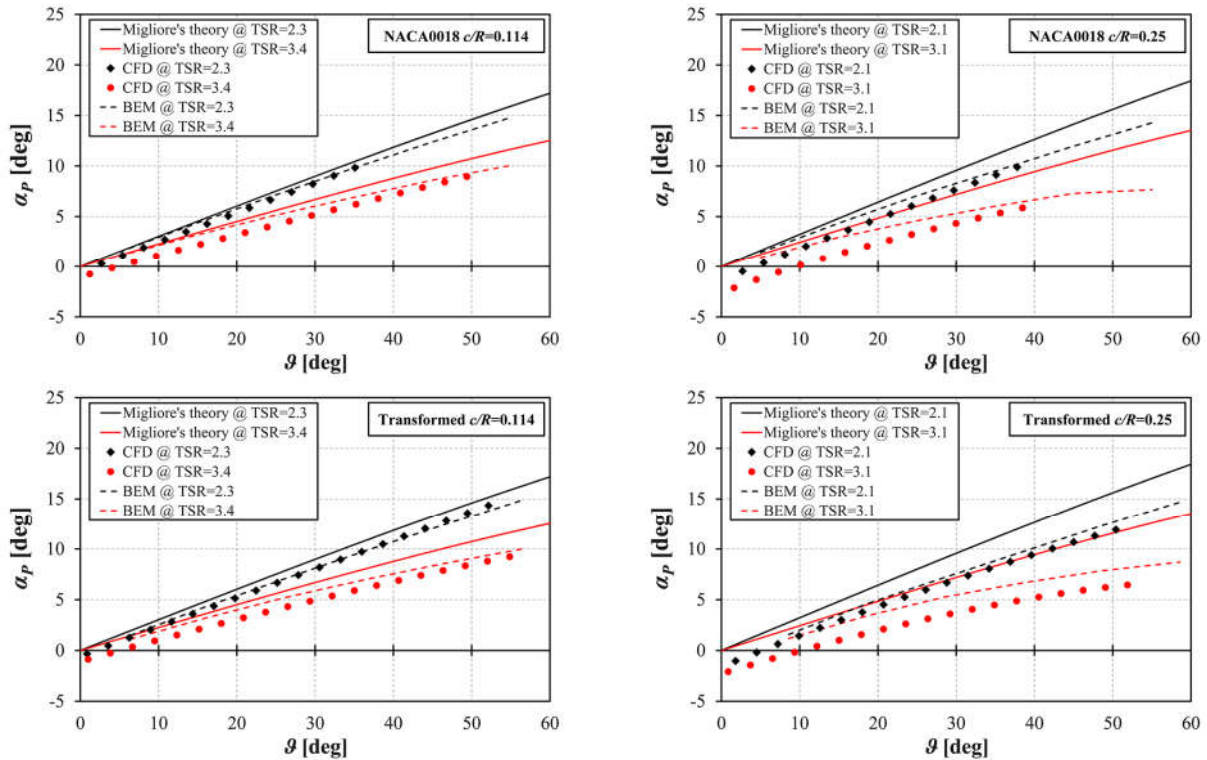 Migliore's theory @ TSR=2.3
Migliore's theory @ TSR=3.4
CFD @ TSR=2.3
CFD @ TSR=3.4
BEM @ TSR=2.3
BEM @ TSR=3.4
NACA0018 c/R=0.114
25
20
15
10
5
0
-5
αP [deg]
0 10 20 30 40 50 60
ϑ [deg]
Migliore's theory @ TSR=2.1
Migliore's theory @ TSR=3.1
CFD @ TSR=2.1
CFD @ TSR=3.1
BEM @ TSR=2.1
BEM @ TSR=3.1
NACA0018 c/R=0.25
25
20
15
10
5
0
-5
αP [deg]
0 10 20 30 40 50 60
ϑ [deg]
Migliore's theory @ TSR=2.3
Migliore's theory @ TSR=3.4
CFD @ TSR=2.3
CFD @ TSR=3.4
BEM @ TSR=2.3
BEM @ TSR=3.4
Transformed c/R=0.114
25
20
15
10
5
0
-5
αP [deg]
0 10 20 30 40 50 60
ϑ [deg]
Migliore's theory @ TSR=2.1
Migliore's theory @ TSR=3.1
CFD @ TSR=2.1
CFD @ TSR=3.1
BEM @ TSR=2.1
BEM @ TSR=3.1
Transformed c/R=0.25
25
20
15
10
5
0
-5
αP [deg]
0 10 20 30 40 50 60
ϑ [deg]